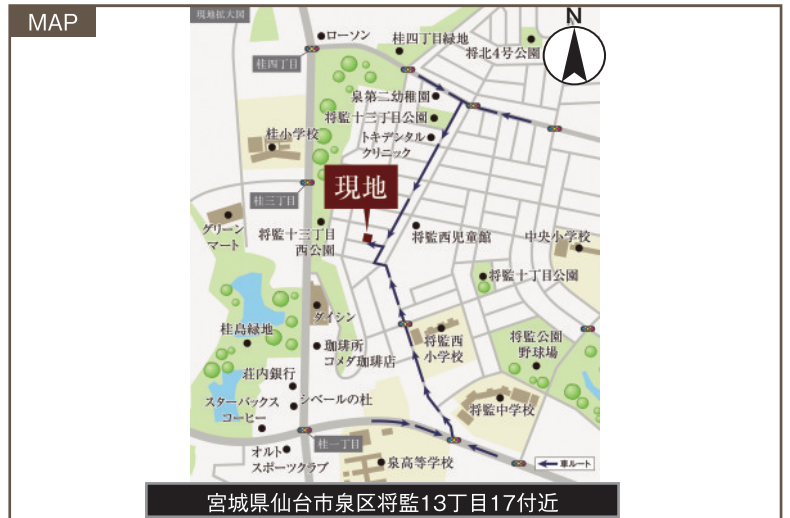 MAP
現地拡大図
N
ローソン
桂四丁目緑地
将北4号公園
桂四丁目
泉第二幼稚園
将監十三丁目公園
トキデンタル
クリニック
桂小学校
現地
桂三丁目
グリーン
マート
将監十三丁目
西公園
将監西児童館
中央小学校
将監十丁目公園
ダイシン
桂島緑地
珈琲所
コメダ珈琲店
将監西
小学校
将監公園
野球場
荘内銀行
スターバックス
コーヒー
シベールの杜
将監中学校
桂一丁目
オルト
スポーツクラブ
泉高等学校
車ルート
宮城県仙台市泉区将監13丁目17付近